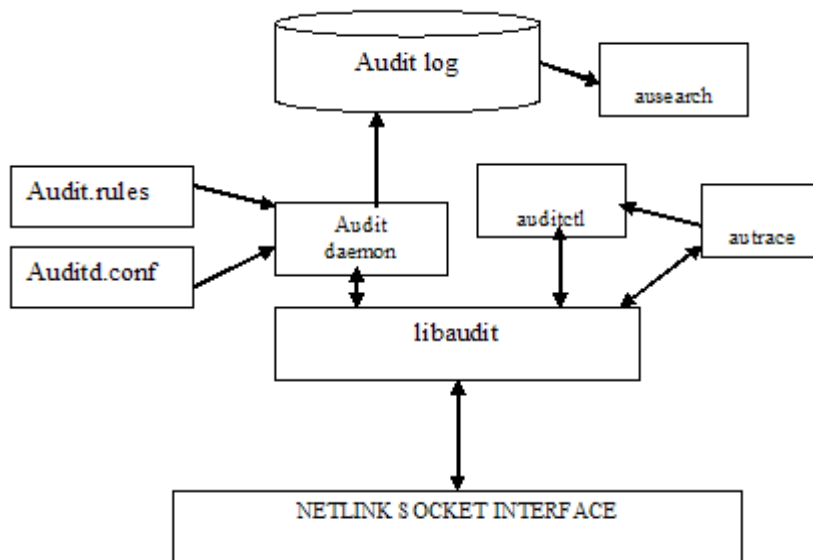 Audit log
ausearch
Audit.rules
Audit
daemon
auditctl
autrace
Auditd.conf
libaudit
NETLINK SOCKET INTERFACE